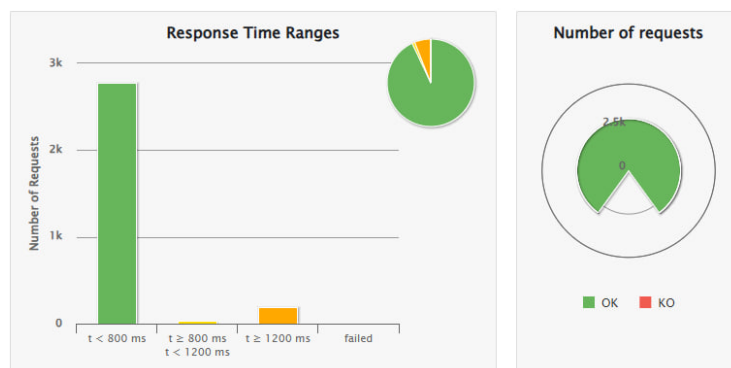 Response Time Ranges
Number of Requests
3k
2k
1k
0
t < 800 ms
t ≥ 800 ms
t < 1200 ms
t ≥ 1200 ms
failed
Number of requests
2.5k
0
OK
KO